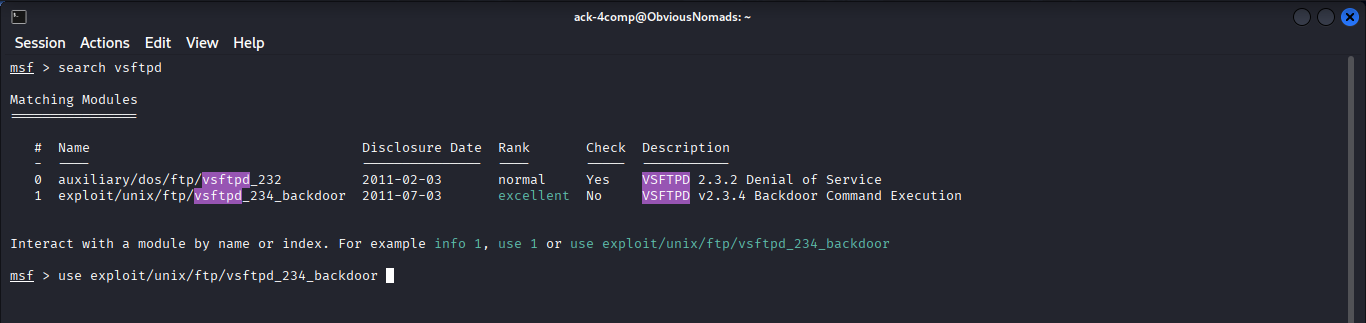 ack-4comp@ObviousNomads: ~
Session Actions Edit View Help
msf > search vsftpd
Matching Modules
================
# Name Disclosure Date Rank Check Description
- ---- --------------- ---- ----- -----------
0 auxiliary/dos/ftp/vsftpd_232 2011-02-03 normal Yes VSFTPD 2.3.2 Denial of Service
1 exploit/unix/ftp/vsftpd_234_backdoor 2011-07-03 excellent No VSFTPD v2.3.4 Backdoor Command Execution
Interact with a module by name or index. For example info 1, use 1 or use exploit/unix/ftp/vsftpd_234_backdoor
msf > use exploit/unix/ftp/vsftpd_234_backdoor